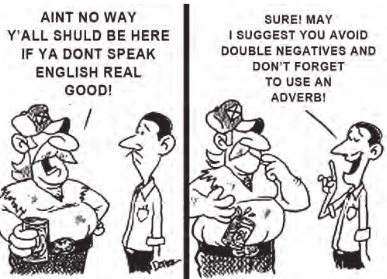 AINT NO WAY
Y'ALL SHULD BE HERE
IF YA DONT SPEAK
ENGLISH REAL
GOOD!
SURE! MAY
I SUGGEST YOU AVOID
DOUBLE NEGATIVES AND
DON'T FORGET
TO USE AN
ADVERB!